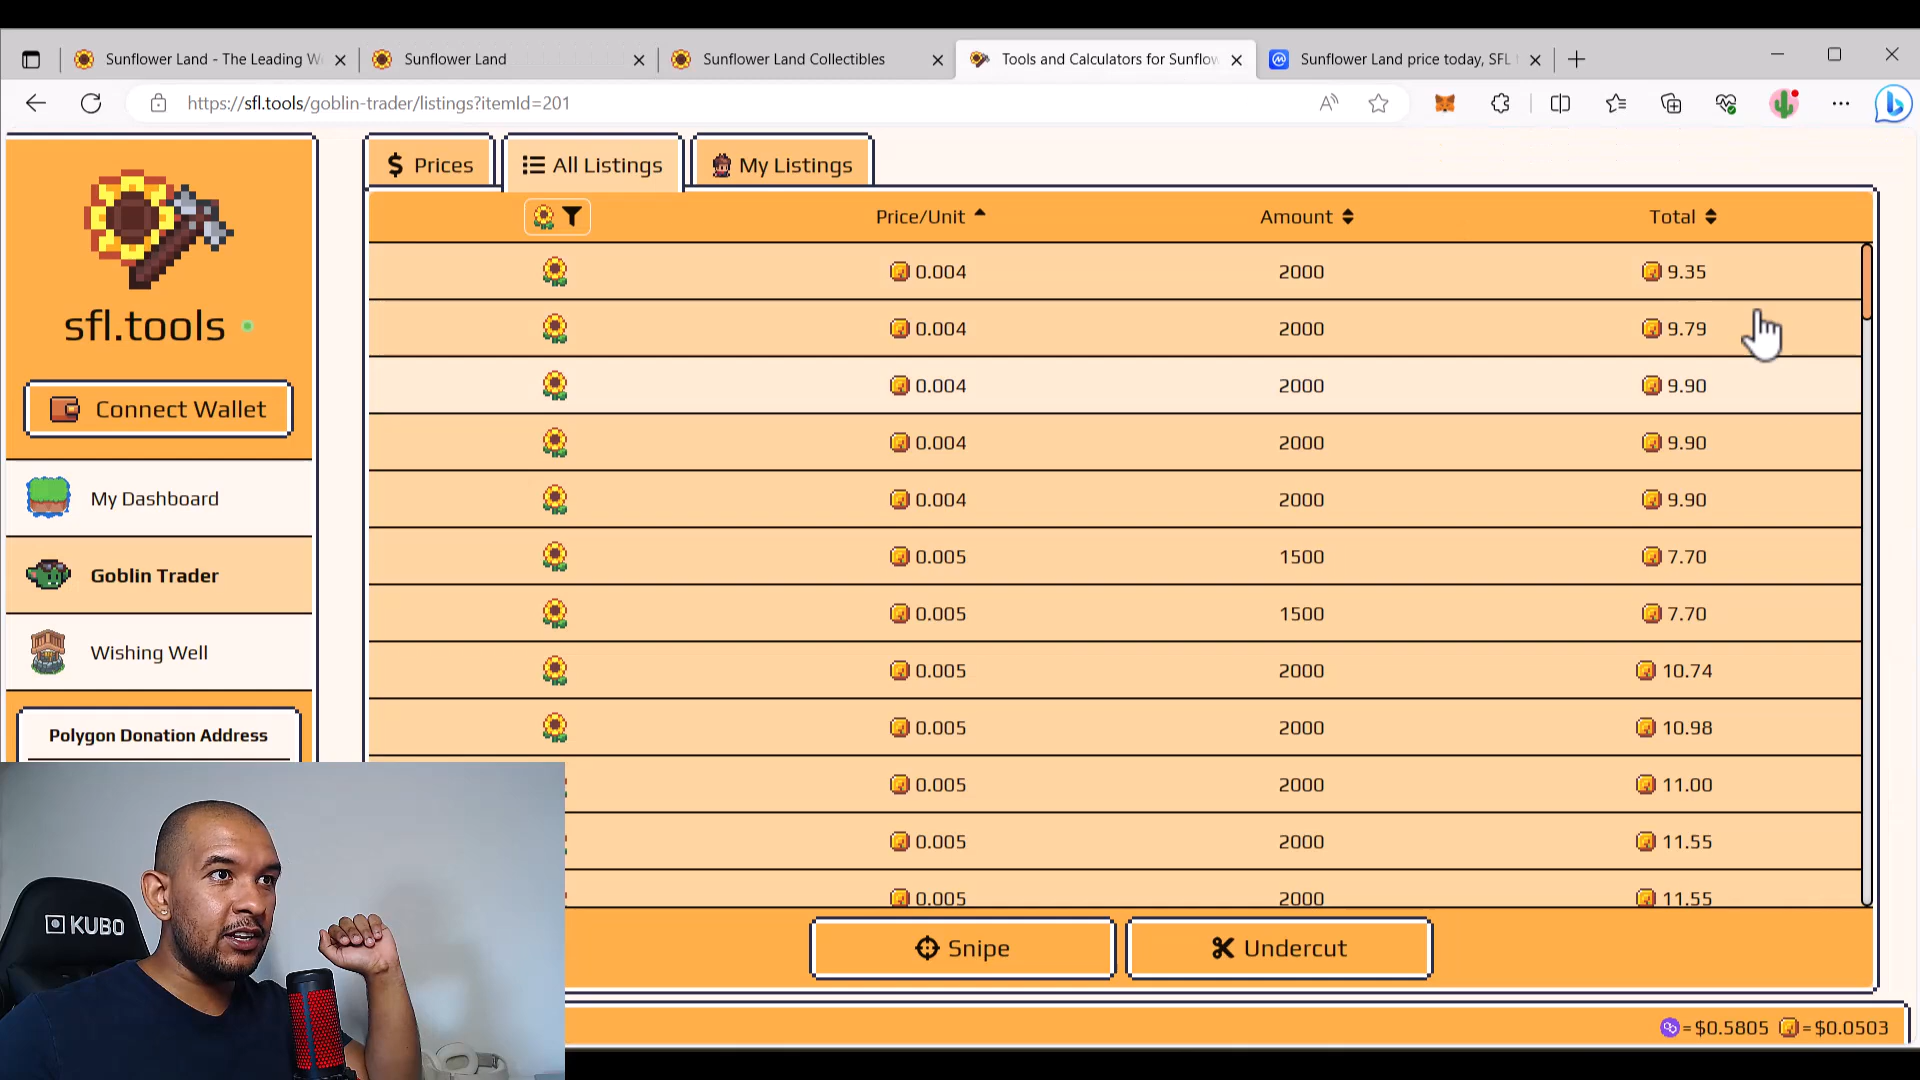 Sunflower Land - The Leading W
Sunflower Land
Sunflower Land Collectibles
Tools and Calculators for Sunflow
Sunflower Land price today, SFL
https://sfl.tools/goblin-trader/listings?itemId=201
$ Prices
All Listings
My Listings
Price/Unit
Amount
Total
0.004 2000 9.35
0.004 2000 9.79
0.004 2000 9.90
0.004 2000 9.90
0.004 2000 9.90
0.005 1500 7.70
0.005 1500 7.70
0.005 2000 10.74
0.005 2000 10.98
0.005 2000 11.00
0.005 2000 11.55
0.005 2000 11.55
Snipe
Undercut
=$0.5805 =$0.0503
sfl.tools
Connect Wallet
My Dashboard
Goblin Trader
Wishing Well
Polygon Donation Address
KUBO